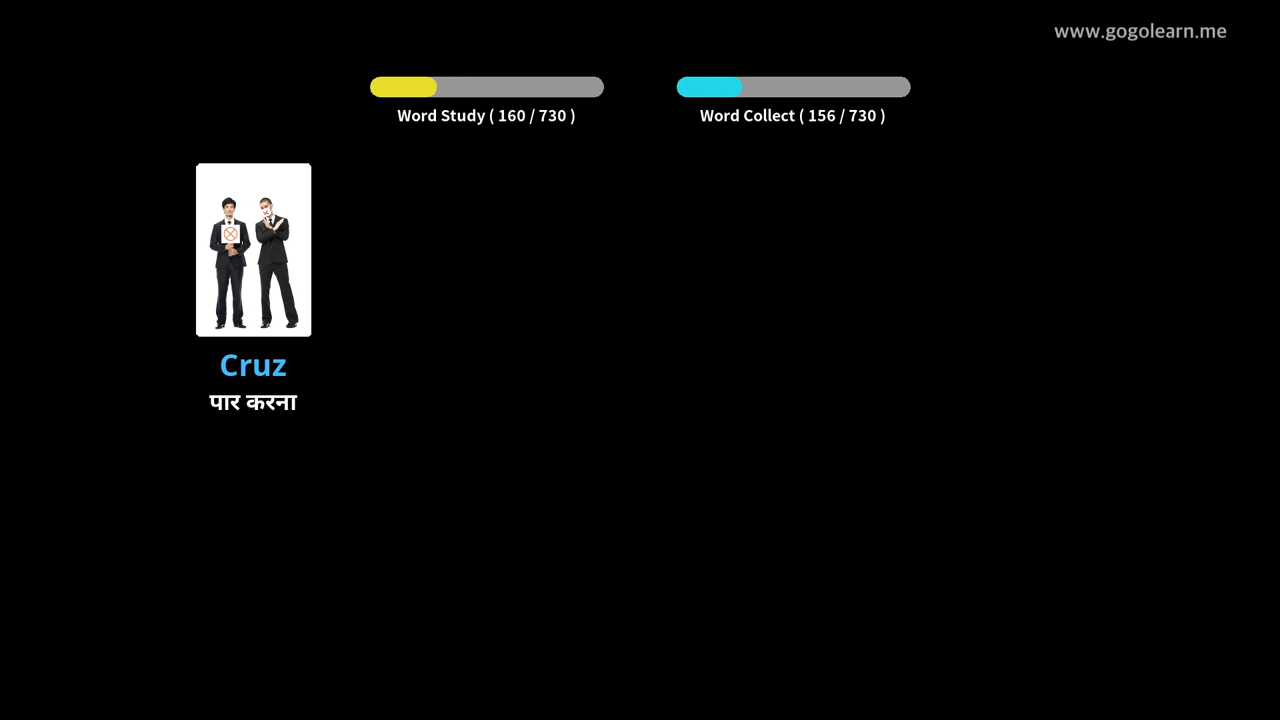 www.gogolearn.me
Word Study ( 160 / 730 )
Word Collect ( 156 / 730 )
Cruz
पार करना